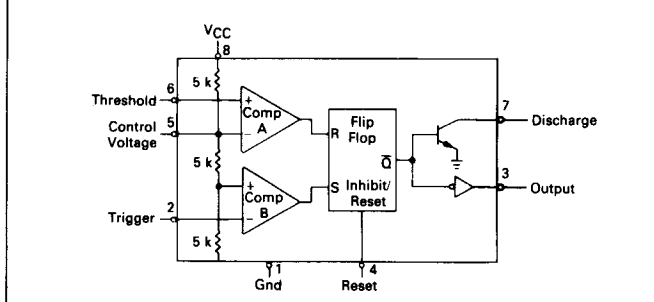 VCC
8
5 k
6
Threshold
+
Comp
A
-
Control
Voltage
5
5 k
R
Flip
Flop
Q
S
Inhibit/
Reset
7
Discharge
3
Output
+
Comp
B
-
Trigger
2
5 k
1
Gnd
4
Reset